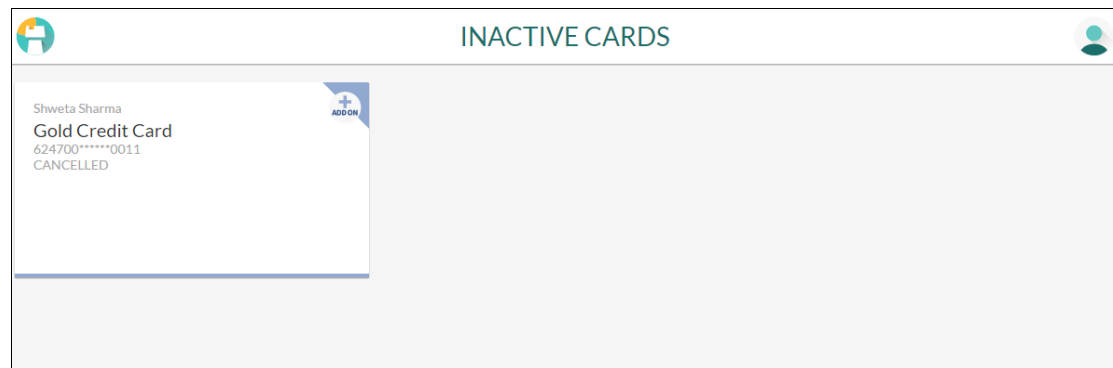 INACTIVE CARDS
Shweta Sharma
ADD ON
Gold Credit Card
624700******0011
CANCELLED